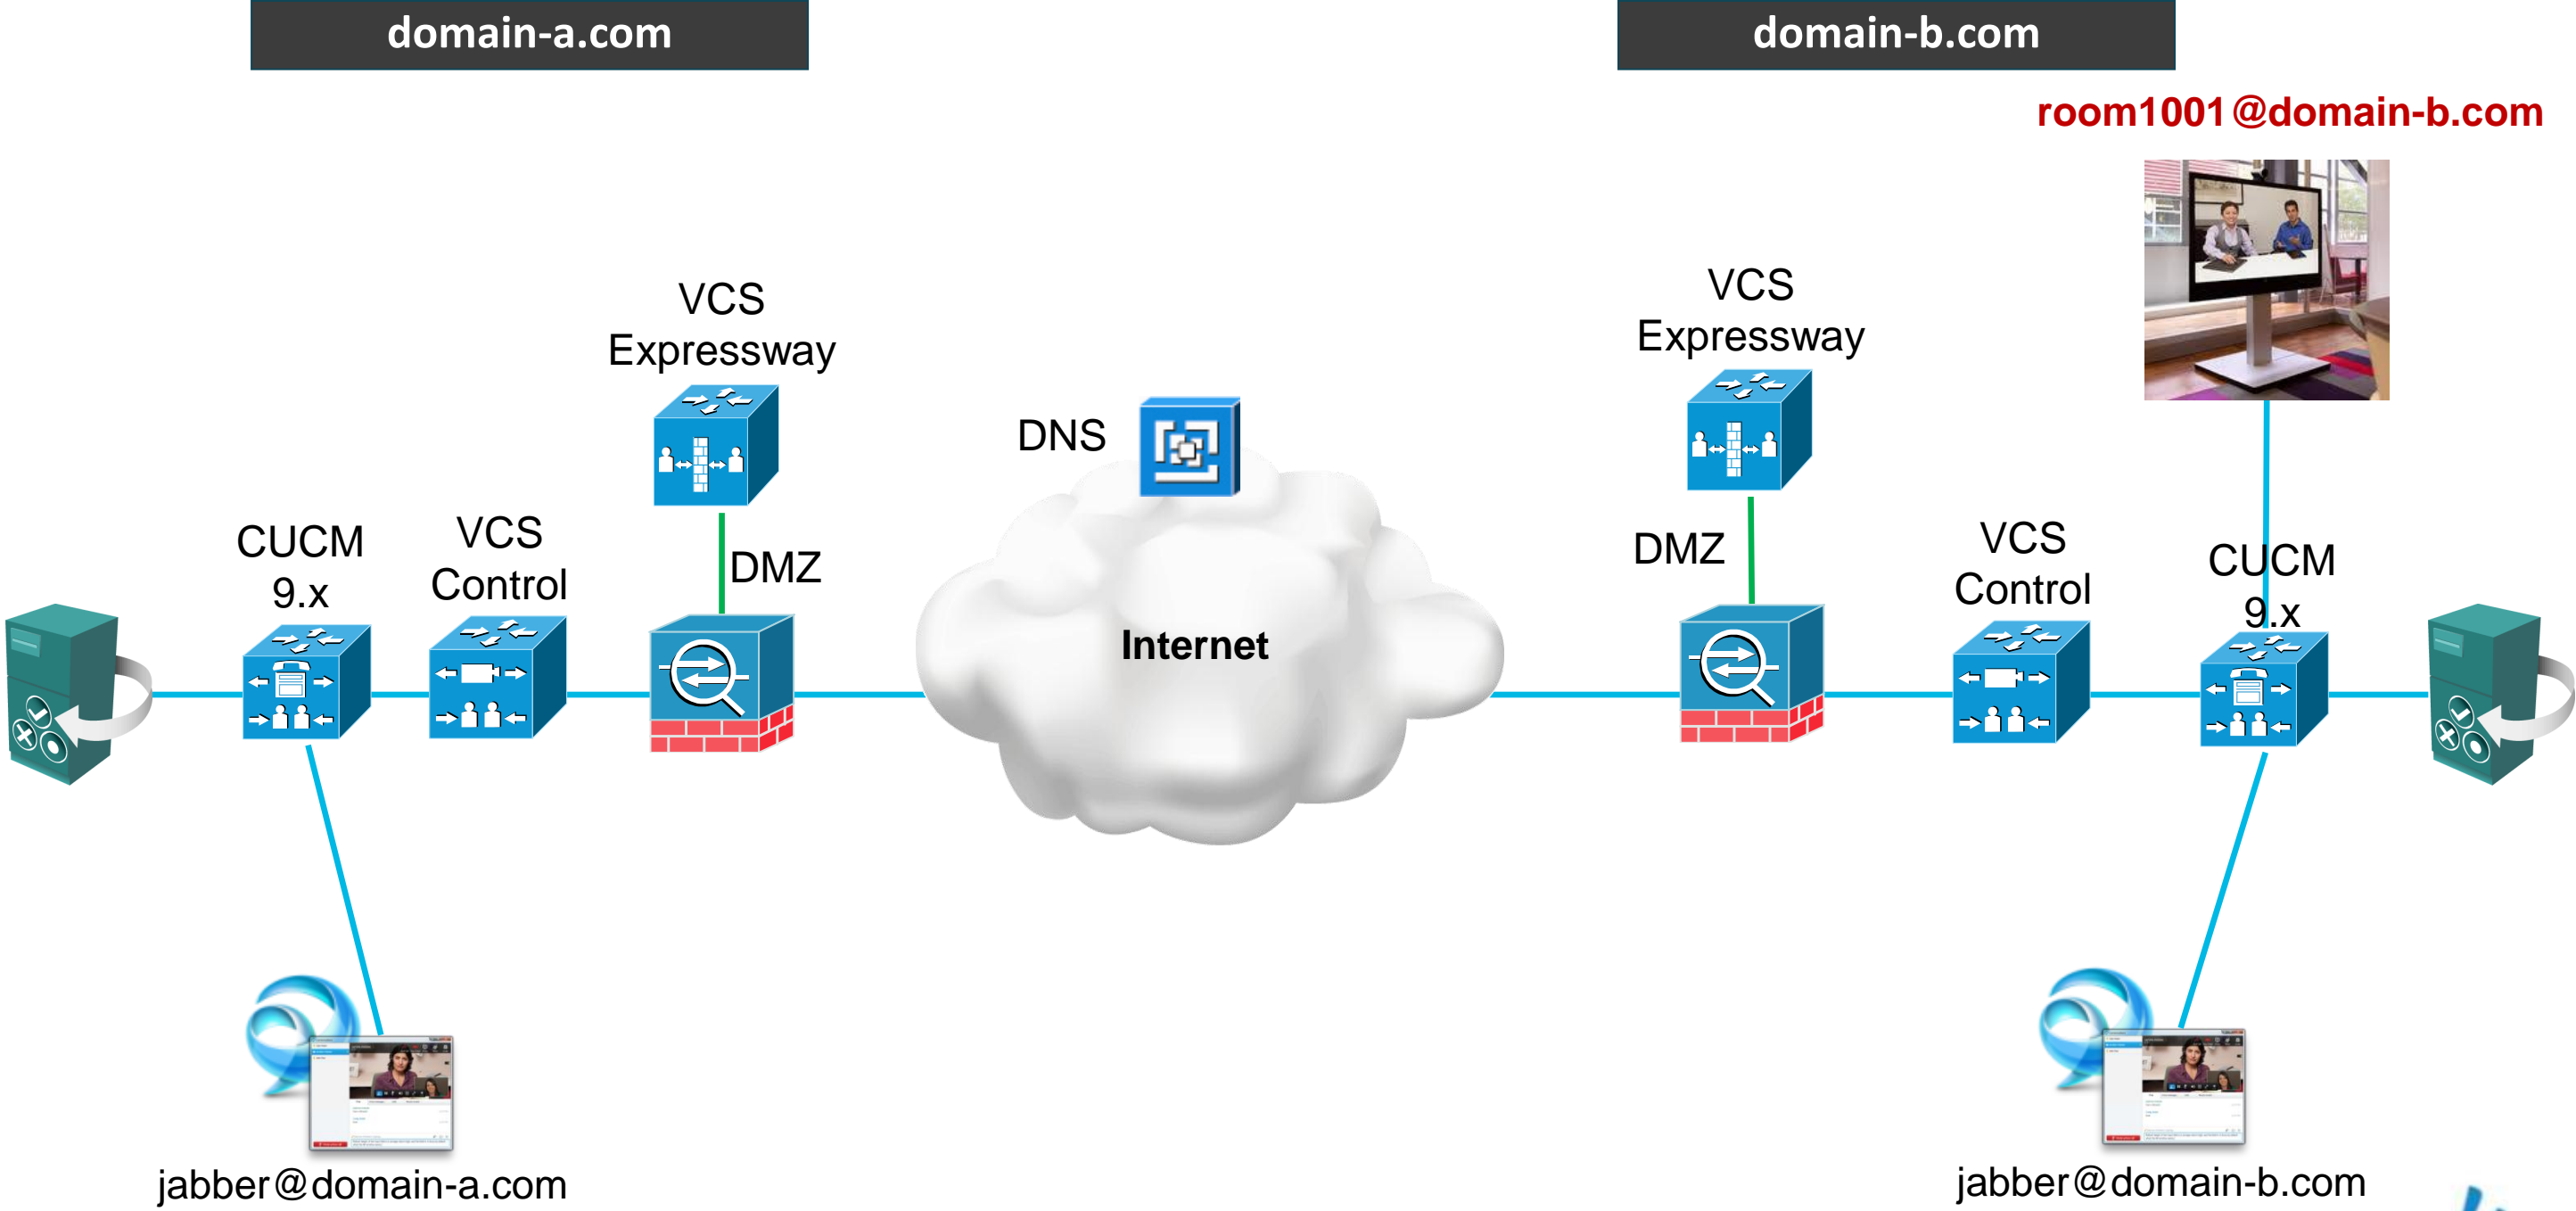 domain-a.com
domain-b.com
room1001@domain-b.com
VCS
Expressway
VCS
Expressway
DNS
CUCM
9.x
VCS
Control
DMZ
Internet
DMZ
VCS
Control
CUCM
9.x
jabber@domain-a.com
jabber@domain-b.com